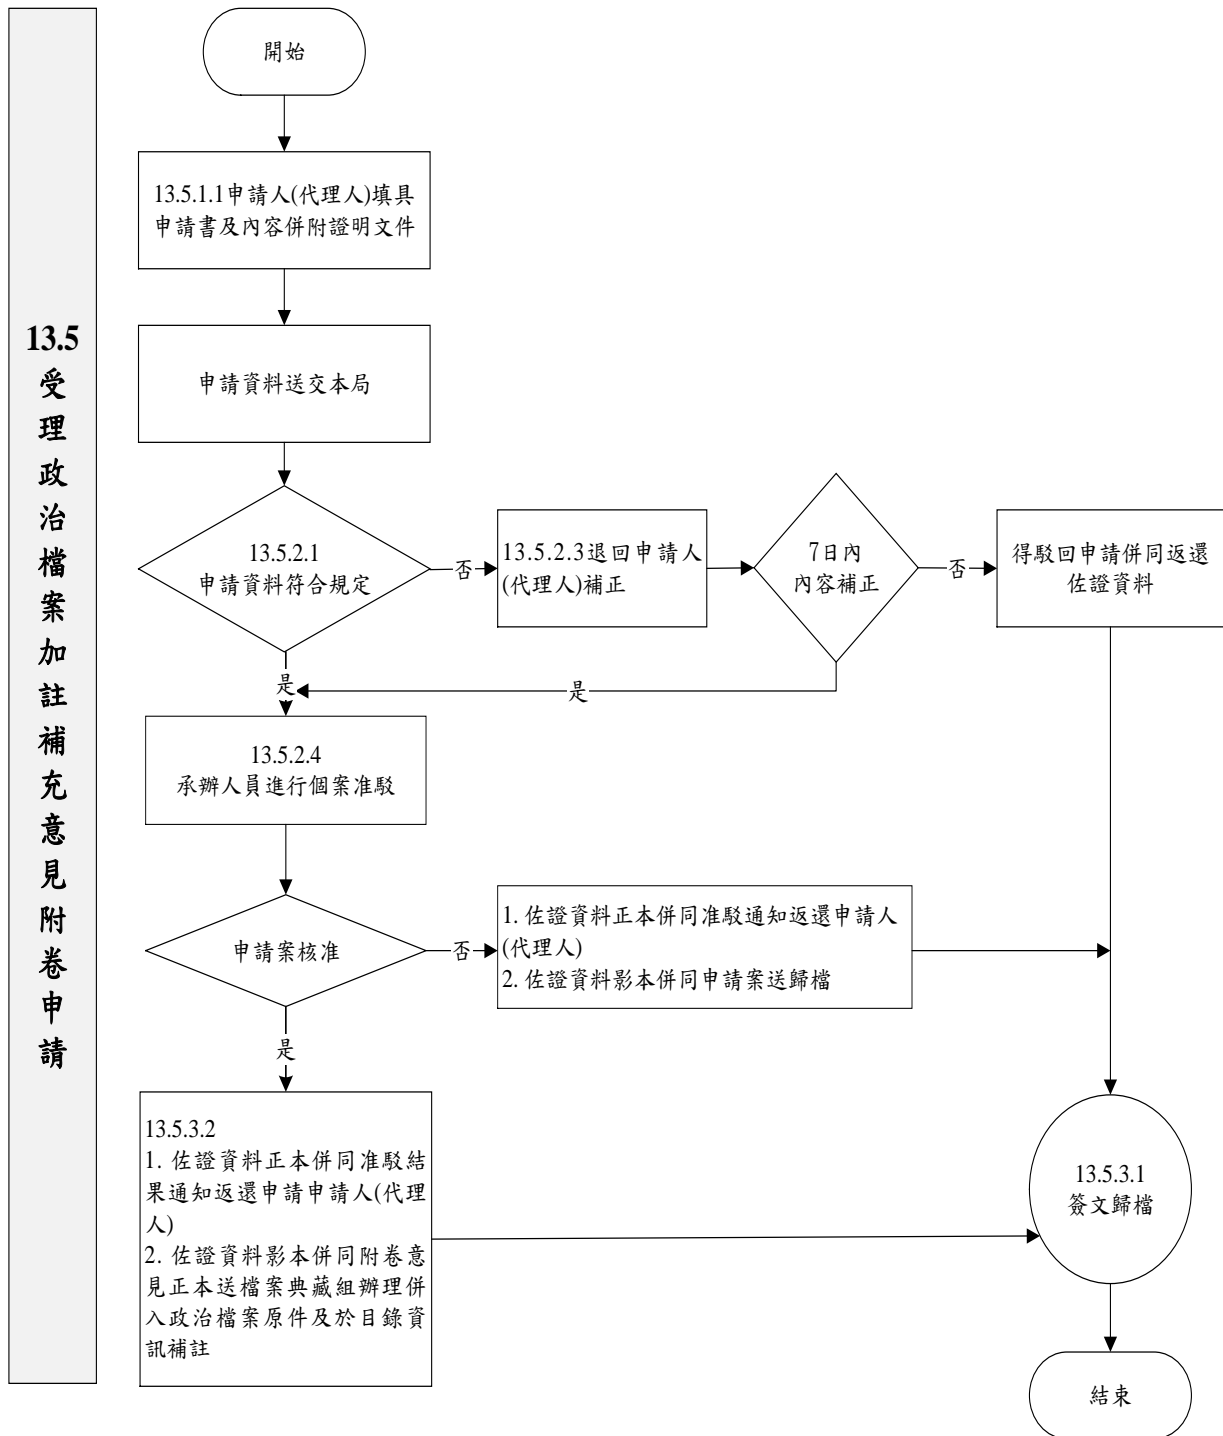 13.5
受
理
政
治
檔
案
加
註
補
充
意
見
附
卷
申
請
開始
13.5.1.1申請人(代理人)填具
申請書及內容併附證明文件
申請資料送交本局
13.5.2.1
申請資料符合規定
否
13.5.2.3退回申請人
(代理人)補正
7日內
內容補正
否
得駁回申請併同返還
佐證資料
是
是
13.5.2.4
承辦人員進行個案准駁
申請案核准
否
1. 佐證資料正本併同准駁通知返還申請人
(代理人)
2. 佐證資料影本併同申請案送歸檔
是
13.5.3.2
1. 佐證資料正本併同准駁結
果通知返還申請申請人(代理
人)
2. 佐證資料影本併同附卷意
見正本送檔案典藏組辦理併
入政治檔案原件及於目錄資
訊補註
13.5.3.1
簽文歸檔
結束